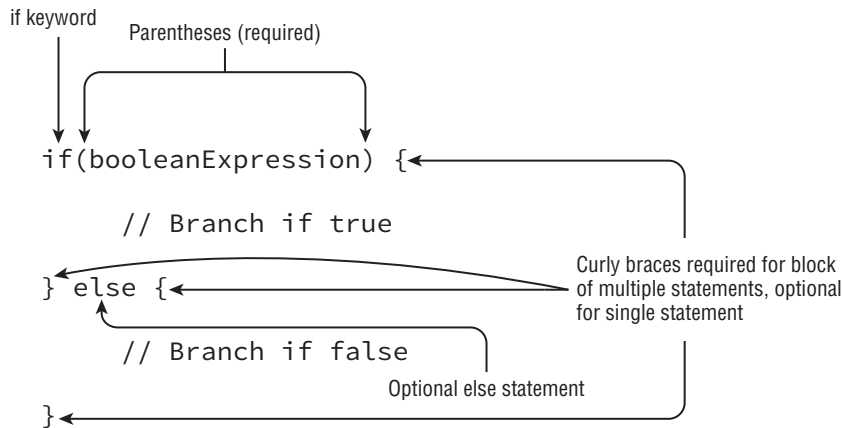 if keyword
Parentheses (required)
if(booleanExpression) {
// Branch if true
} else {
Curly braces required for block
of multiple statements, optional
for single statement
// Branch if false
Optional else statement
}